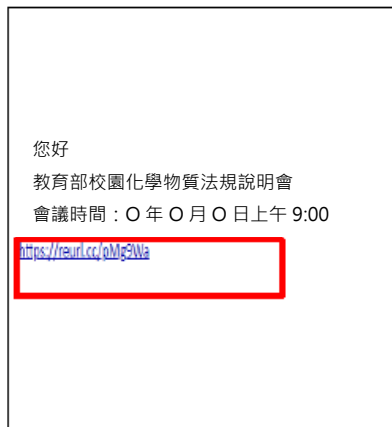 您好
教育部校園化學物質法規說明會
會議時間：O 年 O 月 O 日上午 9:00
https://reurl.cc/pMg9Wa